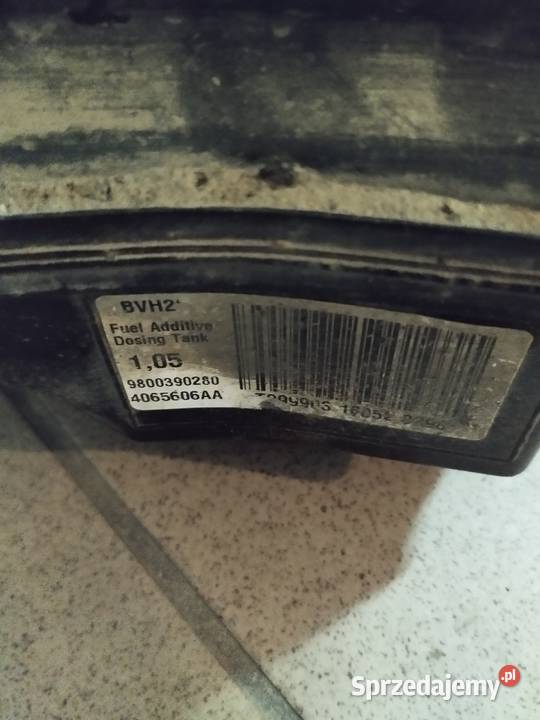 BVH2
Fuel Additive
Dosing Tank
1,05
9800390280
4065606AA
Sprzedajemy.pl